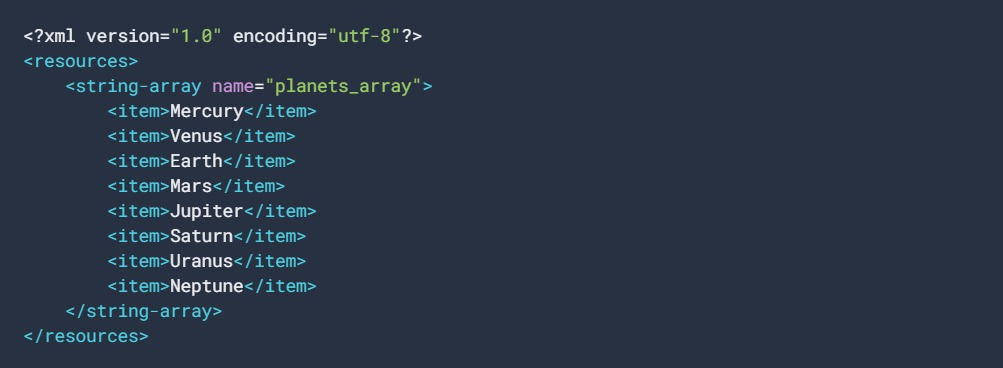 <?xml version="1.0" encoding="utf-8"?>
<resources>
    <string-array name="planets_array">
        <item>Mercury</item>
        <item>Venus</item>
        <item>Earth</item>
        <item>Mars</item>
        <item>Jupiter</item>
        <item>Saturn</item>
        <item>Uranus</item>
        <item>Neptune</item>
    </string-array>
</resources>